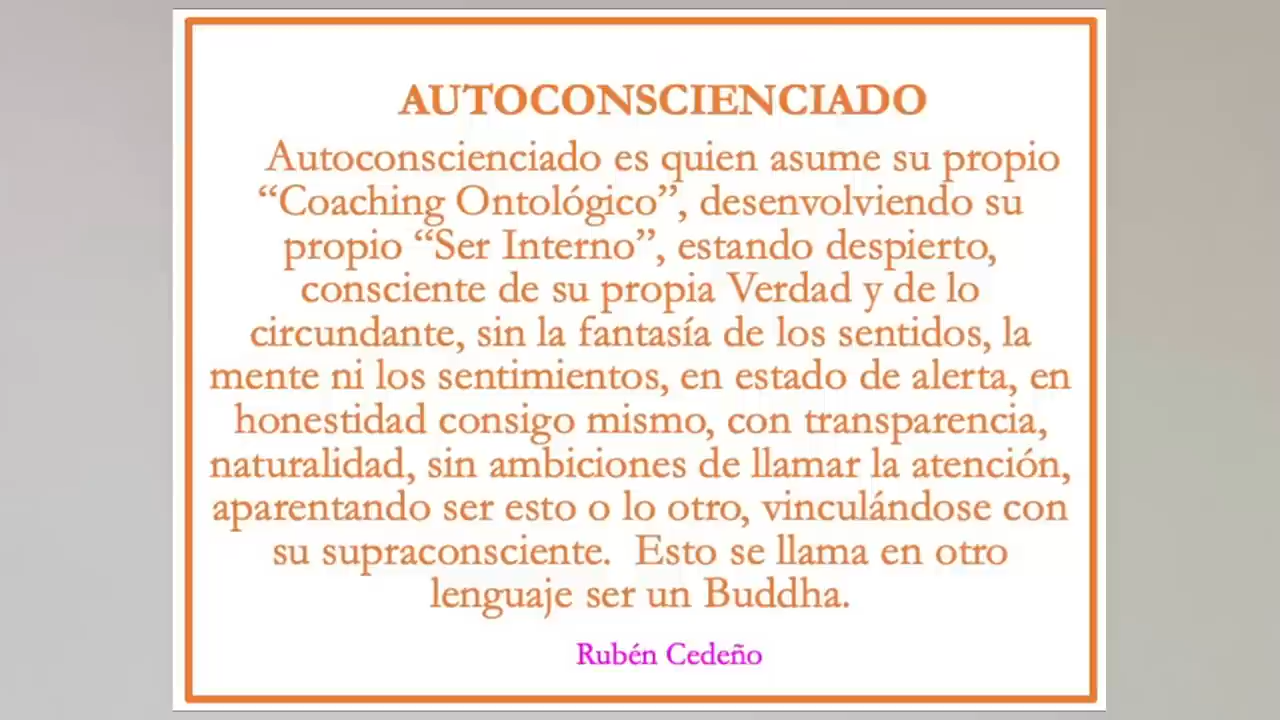 AUTOCONSCIENCIADO
Autoconscienciado es quien asume su propio
“Coaching Ontológico”, desenvolviendo su
propio “Ser Interno”, estando despierto,
consciente de su propia Verdad y de lo
circundante, sin la fantasía de los sentidos, la
mente ni los sentimientos, en estado de alerta, en
honestidad consigo mismo, con transparencia,
naturalidad, sin ambiciones de llamar la atención,
aparentando ser esto o lo otro, vinculándose con
su supraconsciente.  Esto se llama en otro
lenguaje ser un Buddha.
Rubén Cedeño